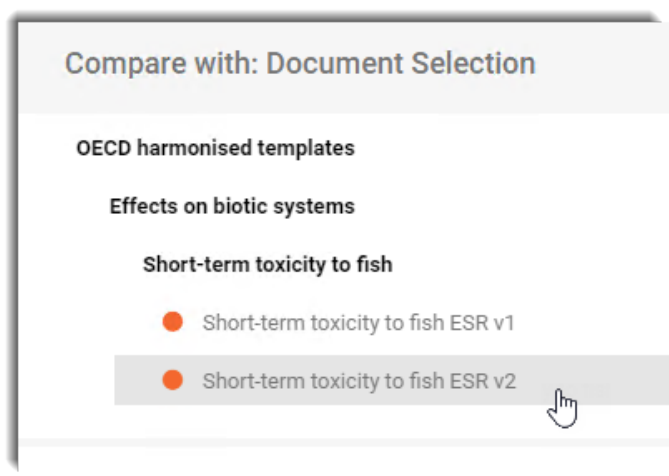 Compare with: Document Selection
OECD harmonised templates
Effects on biotic systems
Short-term toxicity to fish
Short-term toxicity to fish ESR v1
Short-term toxicity to fish ESR v2